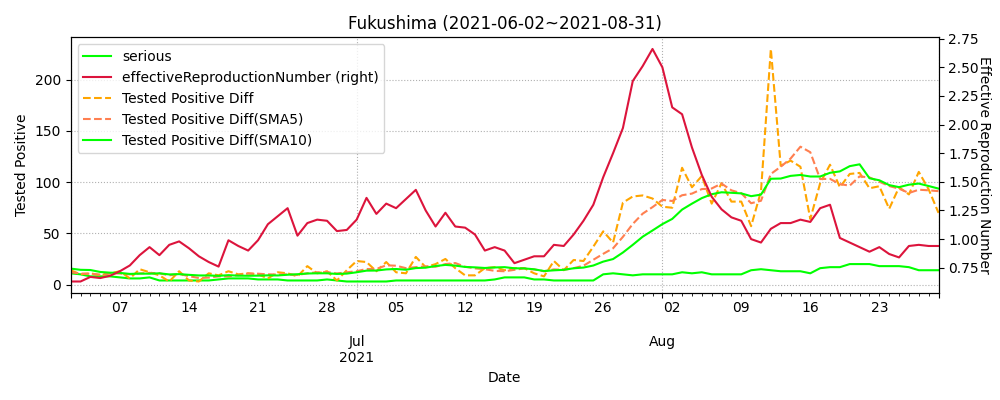 Fukushima (2021-06-02~2021-08-31)
serious
effectiveReproductionNumber (right)
Tested Positive Diff
Tested Positive Diff(SMA5)
Tested Positive Diff(SMA10)
Tested Positive
200
150
100
50
0
2.75
2.50
2.25
2.00
1.75
1.50
1.25
1.00
0.75
Effective Reproduction Number
07 14 21 28 05 12 19 26 02 09 16 23
Jul Aug
2021
Date